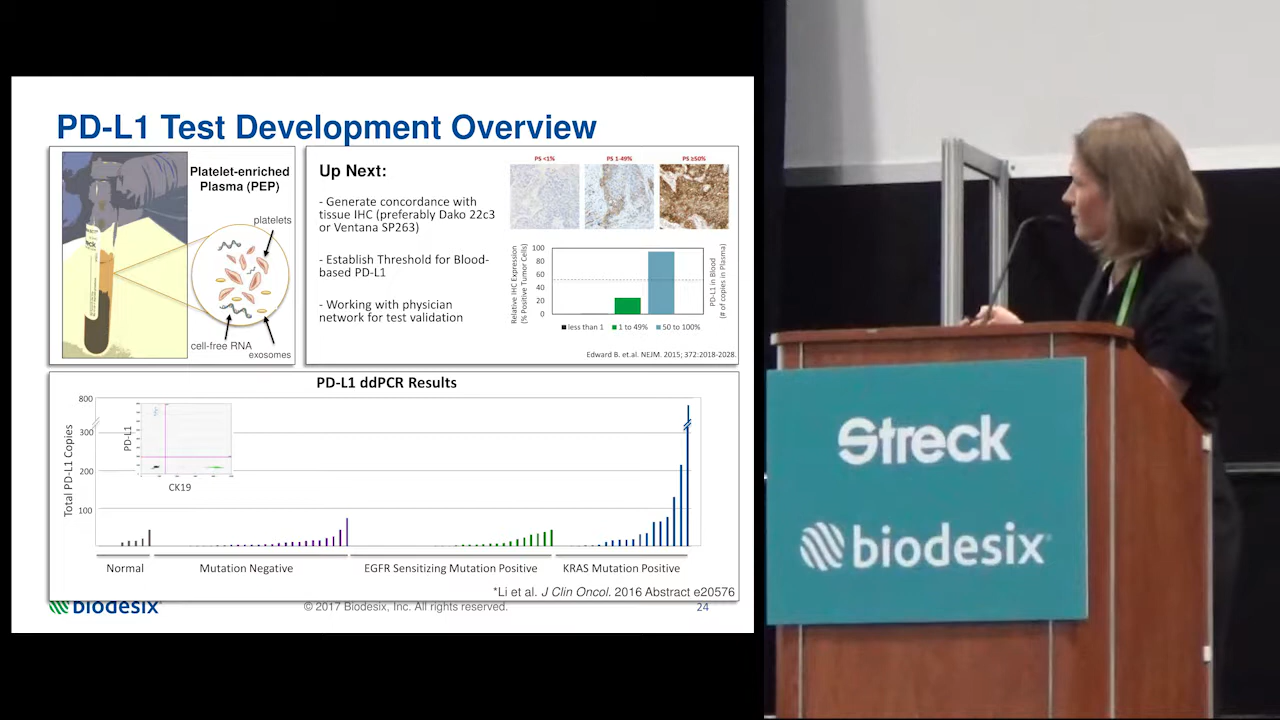 PD-L1 Test Development Overview
Platelet-enriched
Plasma (PEP)
platelets
cell-free RNA
exosomes
Up Next:
- Generate concordance with
tissue IHC (preferably Dako 22c3
or Ventana SP263)
- Establish Threshold for Blood-
based PD-L1
- Working with physician
network for test validation
PS <1%
PS 1-49%
PS ≥50%
Relative IHC Expression
(% Positive Tumor Cells)
100
80
60
40
20
0
PD-L1 in Blood
(# of copies in Plasma)
less than 1
1 to 49%
50 to 100%
Edward B. et.al. NEJM. 2015; 372:2018-2028.
PD-L1 ddPCR Results
Total PD-L1 Copies
800
300
200
100
PD-L1
CK19
Normal
Mutation Negative
EGFR Sensitizing Mutation Positive
KRAS Mutation Positive
*Li et al. J Clin Oncol. 2016 Abstract e20576
biodesix
© 2017 Biodesix, Inc. All rights reserved.
24
Streck
biodesix